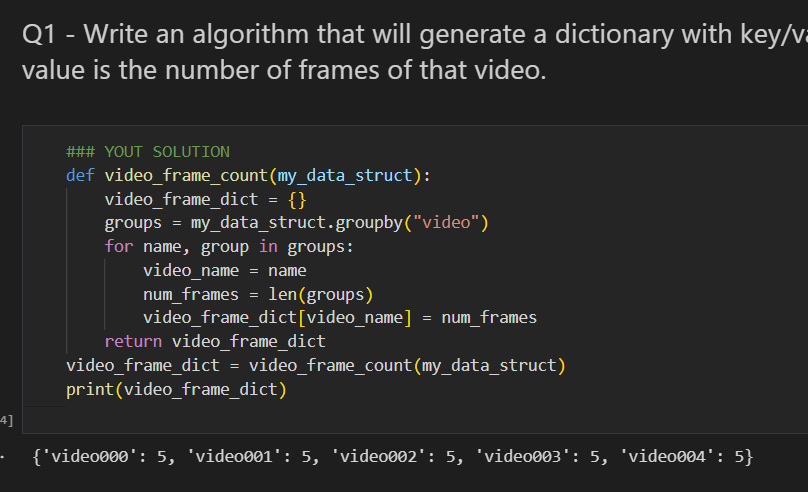 Q1 - Write an algorithm that will generate a dictionary with key/va
value is the number of frames of that video.
### YOUT SOLUTION
def video_frame_count(my_data_struct):
    video_frame_dict = {}
    groups = my_data_struct.groupby("video")
    for name, group in groups:
        video_name = name
        num_frames = len(groups)
        video_frame_dict[video_name] = num_frames
    return video_frame_dict
video_frame_dict = video_frame_count(my_data_struct)
print(video_frame_dict)
4]
{'video000': 5, 'video001': 5, 'video002': 5, 'video003': 5, 'video004': 5}